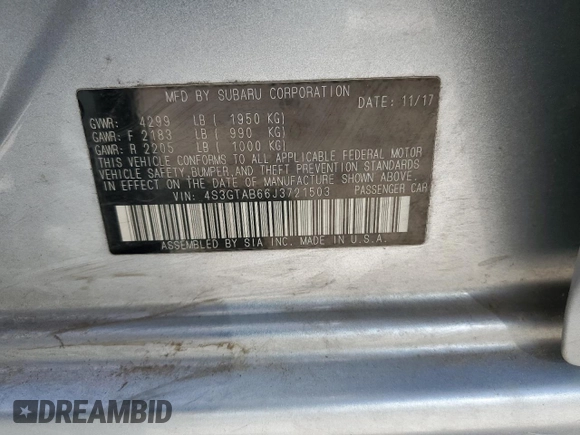 MFD BY SUBARU CORPORATION
DATE: 11/17
GVWR: 4299 LB ( 1950 KG)
GAWR: F 2183 LB ( 990 KG)
GAWR: R 2205 LB ( 1000 KG)
THIS VEHICLE CONFORMS TO ALL APPLICABLE FEDERAL MOTOR
VEHICLE SAFETY, BUMPER, AND THEFT PREVENTION STANDARDS
IN EFFECT ON THE DATE OF MANUFACTURE SHOWN ABOVE.
VIN: 4S3GTAB66J3721503 PASSENGER CAR
ASSEMBLED BY SIA INC. MADE IN U.S.A.
DREAMBID